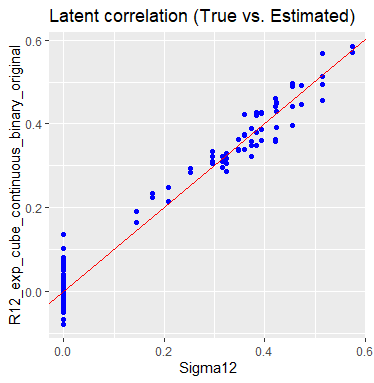 Latent correlation (True vs. Estimated)
R12_exp_cube_continuous_binary_original
0.6
0.4
0.2
0.0
0.0
0.2
0.4
0.6
Sigma12